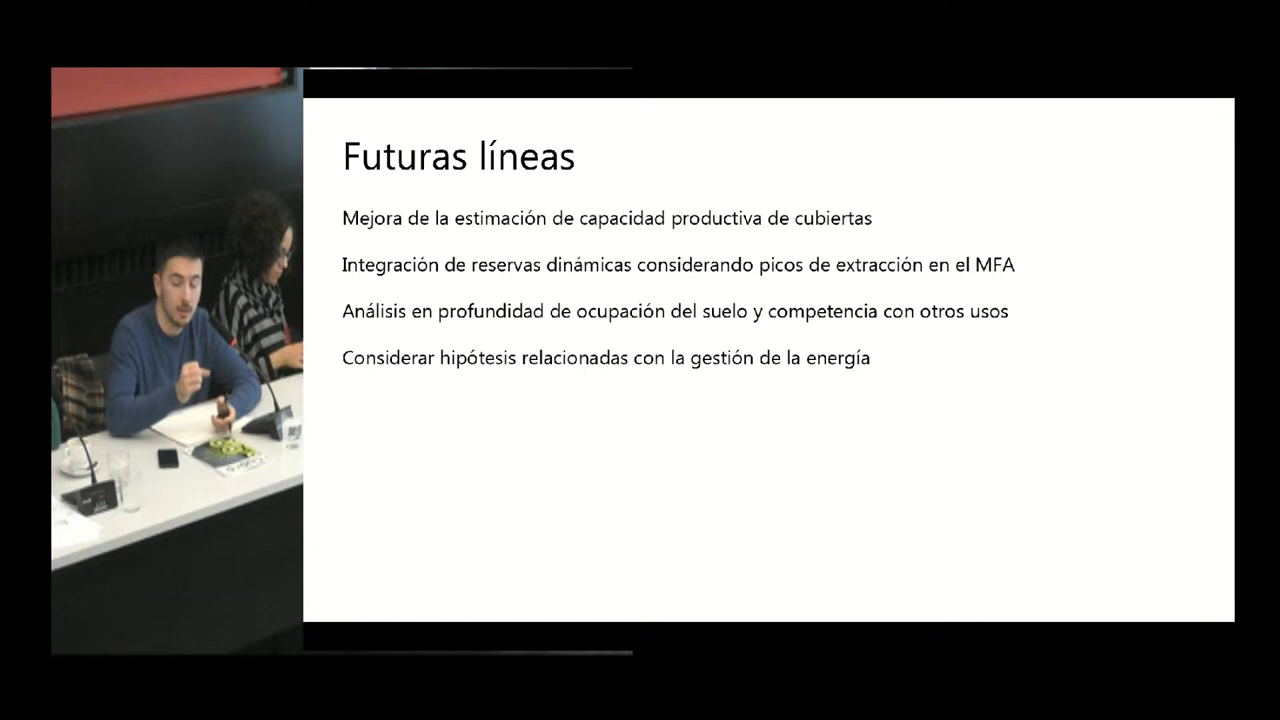 Futuras líneas
Mejora de la estimación de capacidad productiva de cubiertas
Integración de reservas dinámicas considerando picos de extracción en el MFA
Análisis en profundidad de ocupación del suelo y competencia con otros usos
Considerar hipótesis relacionadas con la gestión de la energía